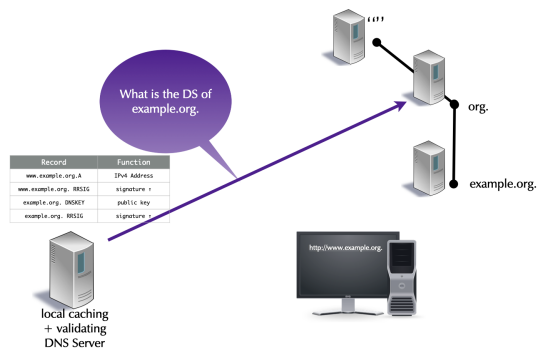 “”
What is the DS of
example.org.
org.
Record Function
www.example.org.A IPv4 Address
www.example.org. RRSIG signature ↑
example.org. DNSKEY public key
example.org. RRSIG signature ↑
example.org.
http://www.example.org.
local caching
+ validating
DNS Server